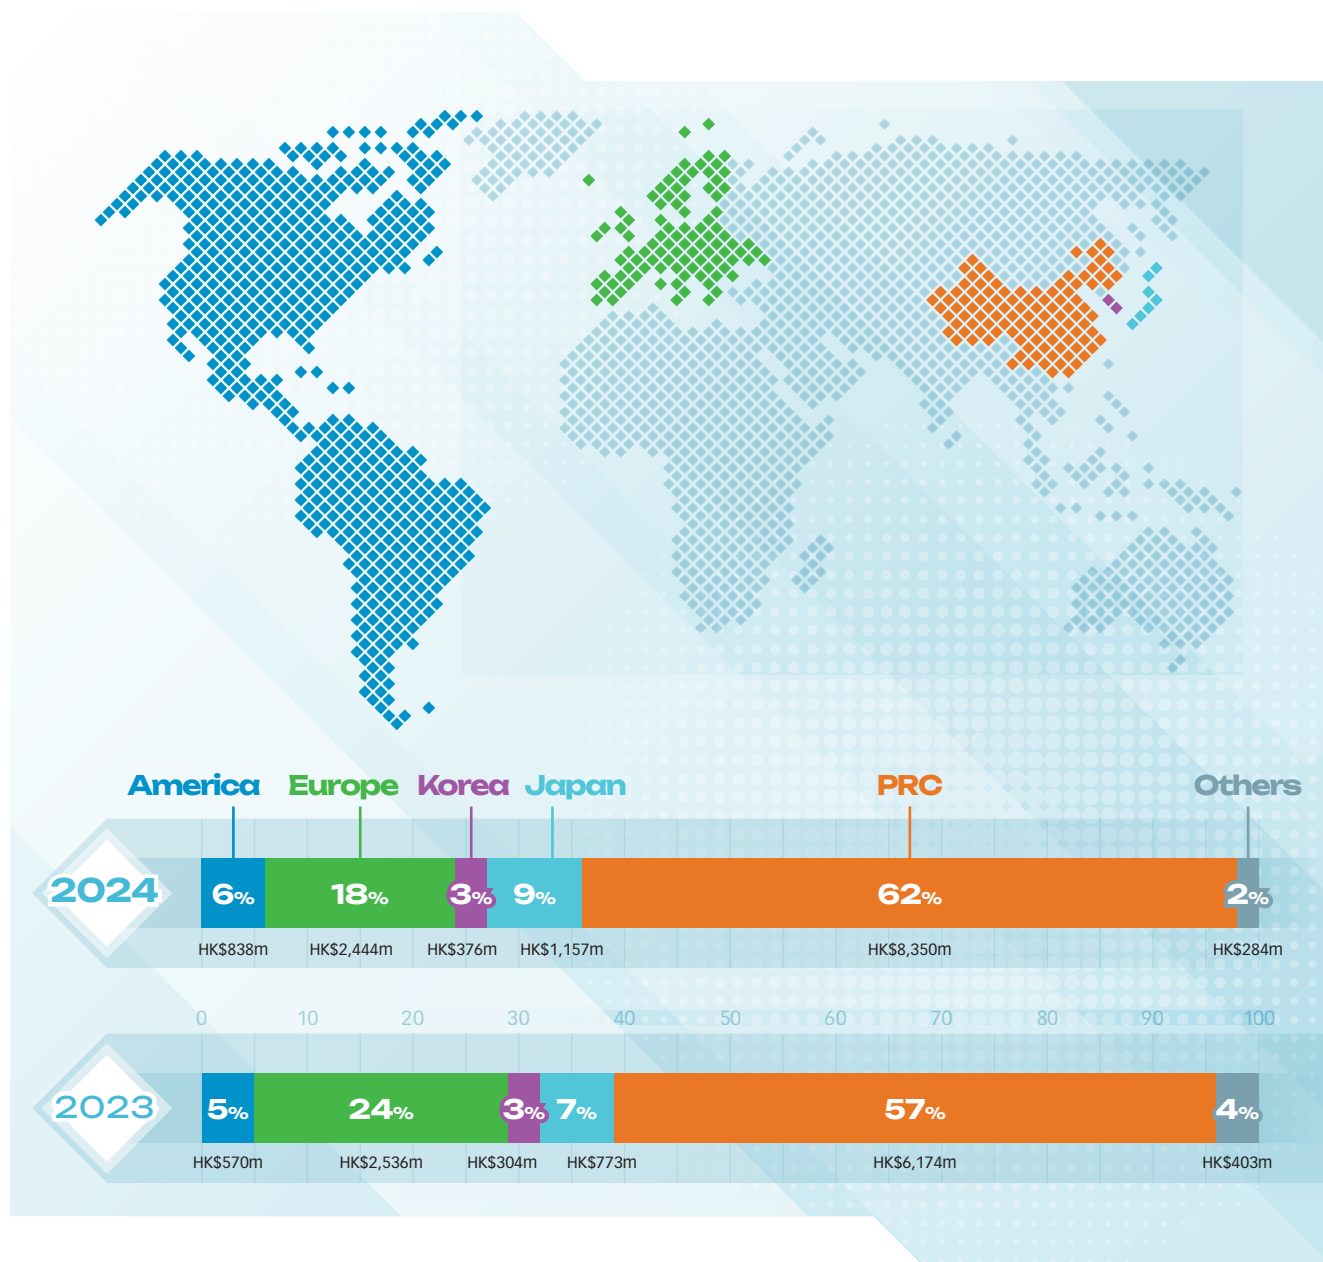 America Europe Korea Japan PRC Others
2024 6% 18% 3% 9% 62% 2%
HK$838m HK$2,444m HK$376m HK$1,157m HK$8,350m HK$284m
0 10 20 30 40 50 60 70 80 90 100
2023 5% 24% 3% 7% 57% 4%
HK$570m HK$2,536m HK$304m HK$773m HK$6,174m HK$403m